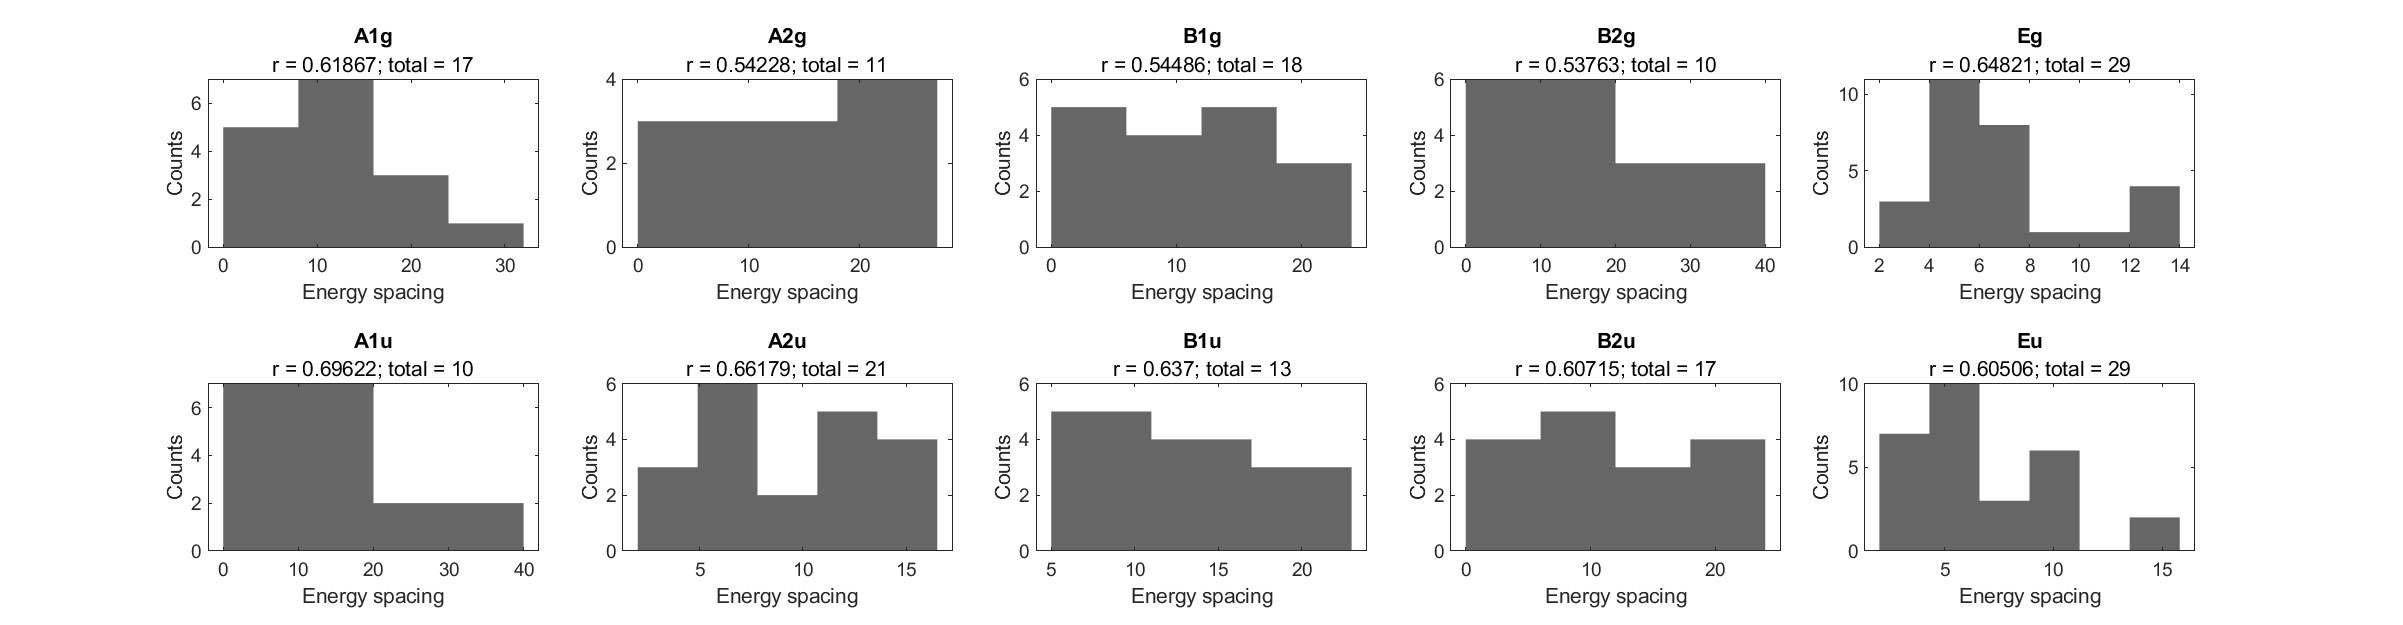 A1g
r = 0.61867; total = 17
Counts
6
4
2
0
0 10 20 30
Energy spacing
A2g
r = 0.54228; total = 11
Counts
4
2
0
0 10 20
Energy spacing
B1g
r = 0.54486; total = 18
Counts
6
4
2
0
0 10 20
Energy spacing
B2g
r = 0.53763; total = 10
Counts
6
4
2
0
0 10 20 30 40
Energy spacing
Eg
r = 0.64821; total = 29
Counts
10
5
0
2 4 6 8 10 12 14
Energy spacing
A1u
r = 0.69622; total = 10
Counts
6
4
2
0
0 10 20 30 40
Energy spacing
A2u
r = 0.66179; total = 21
Counts
6
4
2
0
5 10 15
Energy spacing
B1u
r = 0.637; total = 13
Counts
6
4
2
0
5 10 15 20
Energy spacing
B2u
r = 0.60715; total = 17
Counts
6
4
2
0
0 10 20
Energy spacing
Eu
r = 0.60506; total = 29
Counts
10
5
0
5 10 15
Energy spacing